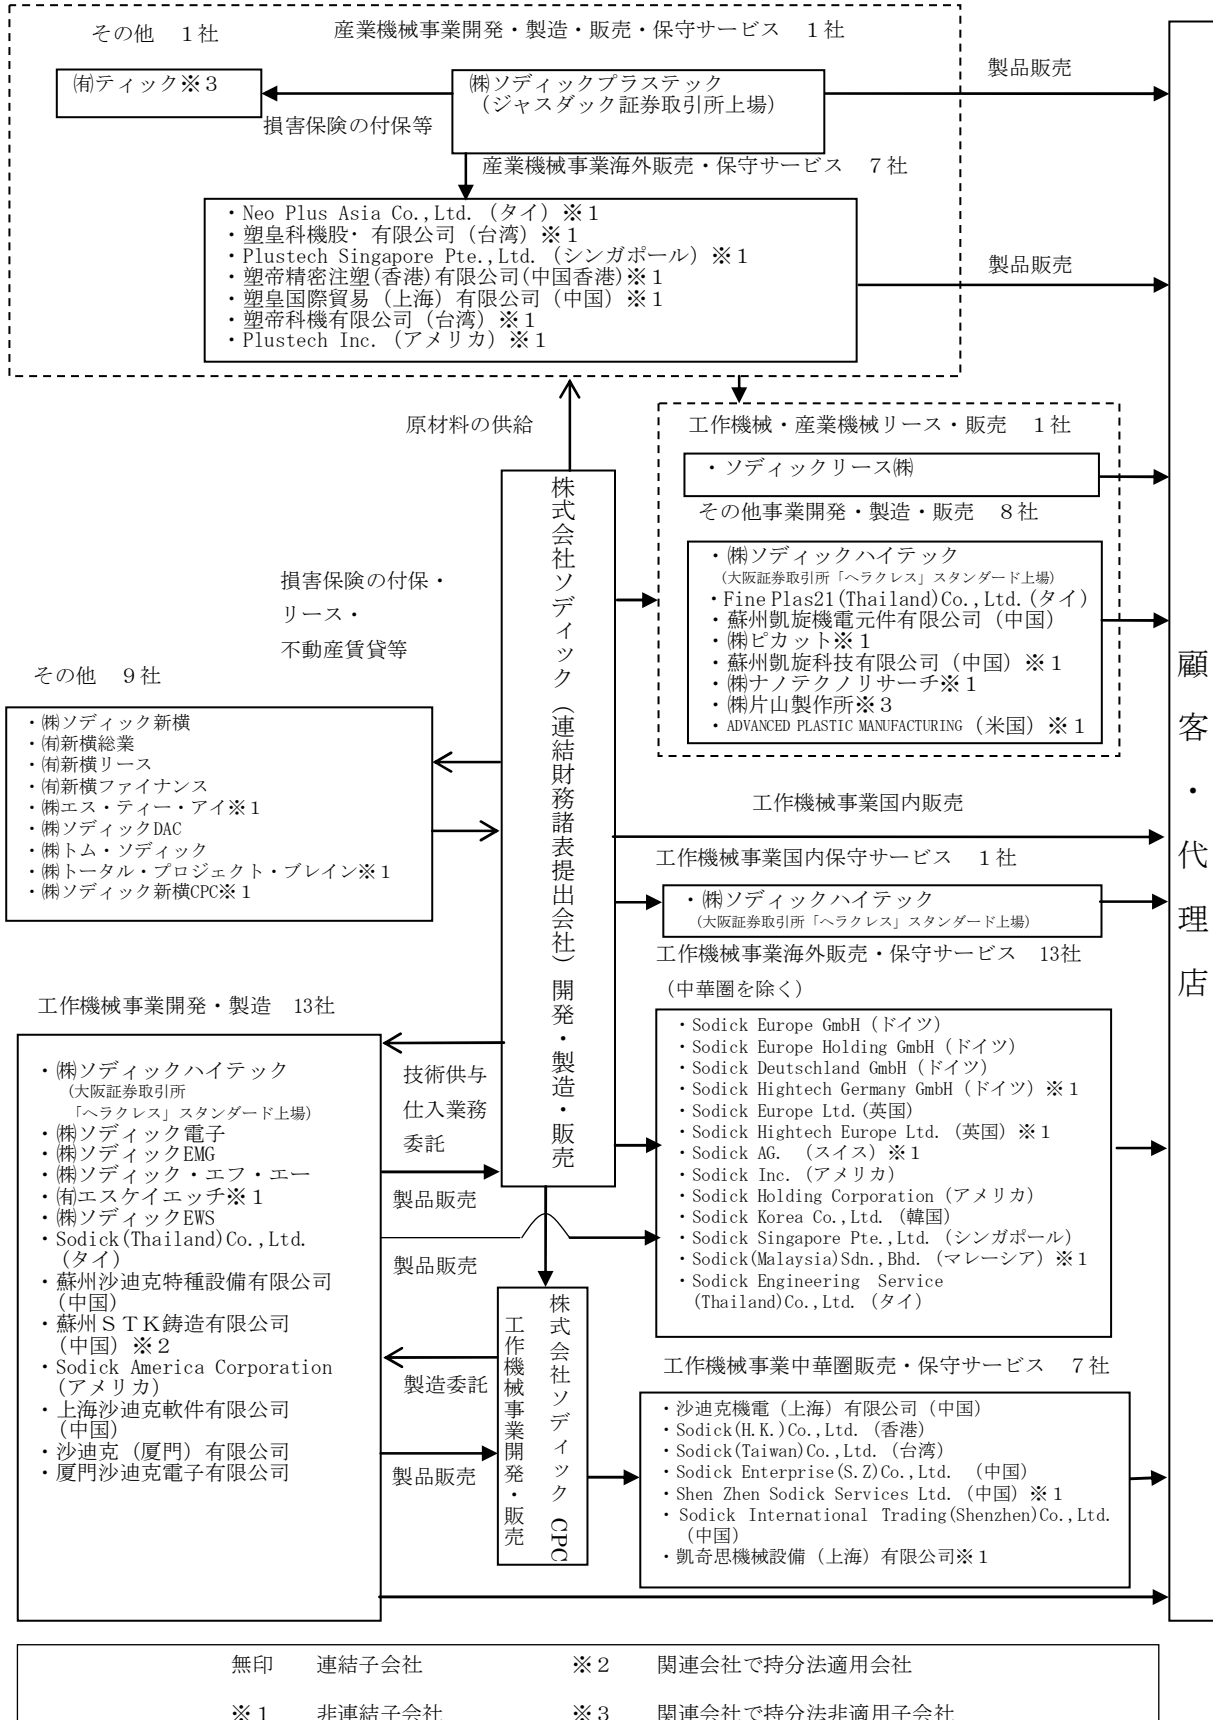 その他　１社
産業機械事業開発・製造・販売・保守サービス　１社
㈲ティック※３
㈱ソディックプラステック
（ジャスダック証券取引所上場）
製品販売
損害保険の付保等
産業機械事業海外販売・保守サービス　７社
・Neo Plus Asia Co.,Ltd.（タイ）※１
・塑皇科機股･有限公司（台湾）※１
・Plustech Singapore Pte.,Ltd.（シンガポール）※１
・塑帝精密注塑(香港)有限公司(中国香港)※１
・塑皇国際貿易（上海）有限公司（中国）※１
・塑帝科機有限公司（台湾）※１
・Plustech Inc.（アメリカ）※１
製品販売
原材料の供給
工作機械・産業機械リース・販売　１社
・ソディックリース㈱
その他事業開発・製造・販売　８社
・㈱ソディックハイテック
（大阪証券取引所「ヘラクレス」スタンダード上場）
・Fine Plas21(Thailand)Co.,Ltd.(タイ)
・蘇州凱旋機電元件有限公司（中国）
・㈱ピカット※１
・蘇州凱旋科技有限公司（中国）※１
・㈱ナノテクノリサーチ※１
・㈱片山製作所※３
・ADVANCED PLASTIC MANUFACTURING（米国）※１
損害保険の付保・
リース・
不動産賃貸等
その他　９社
・㈱ソディック新横
・㈲新横総業
・㈲新横リース
・㈲新横ファイナンス
・㈱エス・ティー・アイ※１
・㈱ソディックDAC
・㈱トム・ソディック
・㈱トータル・プロジェクト・ブレイン※１
・㈱ソディック新横CPC※１
株式会社ソディック（連結財務諸表提出会社）開発・製造・販売
顧客・代理店
工作機械事業国内販売
工作機械事業国内保守サービス　１社
・㈱ソディックハイテック
（大阪証券取引所「ヘラクレス」スタンダード上場）
工作機械事業海外販売・保守サービス　13社
（中華圏を除く）
・Sodick Europe GmbH（ドイツ）
・Sodick Europe Holding GmbH（ドイツ）
・Sodick Deutschland GmbH（ドイツ）
・Sodick Hightech Germany GmbH（ドイツ）※１
・Sodick Europe Ltd.(英国)
・Sodick Hightech Europe Ltd.（英国）※１
・Sodick AG.（スイス）※１
・Sodick Inc.（アメリカ）
・Sodick Holding Corporation（アメリカ）
・Sodick Korea Co.,Ltd.（韓国）
・Sodick Singapore Pte.,Ltd.（シンガポール）
・Sodick(Malaysia)Sdn.,Bhd.（マレーシア）※１
・Sodick Engineering Service
(Thailand)Co.,Ltd.（タイ）
工作機械事業開発・製造　13社
・㈱ソディックハイテック
（大阪証券取引所
「ヘラクレス」スタンダード上場）
・㈱ソディック電子
・㈱ソディックEMG
・㈱ソディック・エフ・エー
・㈲エスケイエッチ※１
・㈱ソディックEWS
・Sodick(Thailand)Co.,Ltd.
（タイ）
・蘇州沙迪克特種設備有限公司
（中国）
・蘇州ＳＴＫ鋳造有限公司
（中国）※２
・Sodick America Corporation
（アメリカ）
・上海沙迪克軟件有限公司
（中国）
・沙迪克（厦門）有限公司
・厦門沙迪克電子有限公司
技術供与
仕入業務
委託
製品販売
製品販売
製造委託
製品販売
株式会社ソディック CPC
工作機械事業開発・販売
工作機械事業中華圏販売・保守サービス　７社
・沙迪克機電（上海）有限公司（中国）
・Sodick(H.K.)Co.,Ltd.（香港）
・Sodick(Taiwan)Co.,Ltd.（台湾）
・Sodick Enterprise(S.Z)Co.,Ltd.　（中国）
・Shen Zhen Sodick Services Ltd.（中国）※１
・Sodick International Trading(Shenzhen)Co.,Ltd.
（中国）
・凱奇思機械設備（上海）有限公司※１
無印　連結子会社　※２　関連会社で持分法適用会社
※１　非連結子会社　※３　関連会社で持分法非適用子会社